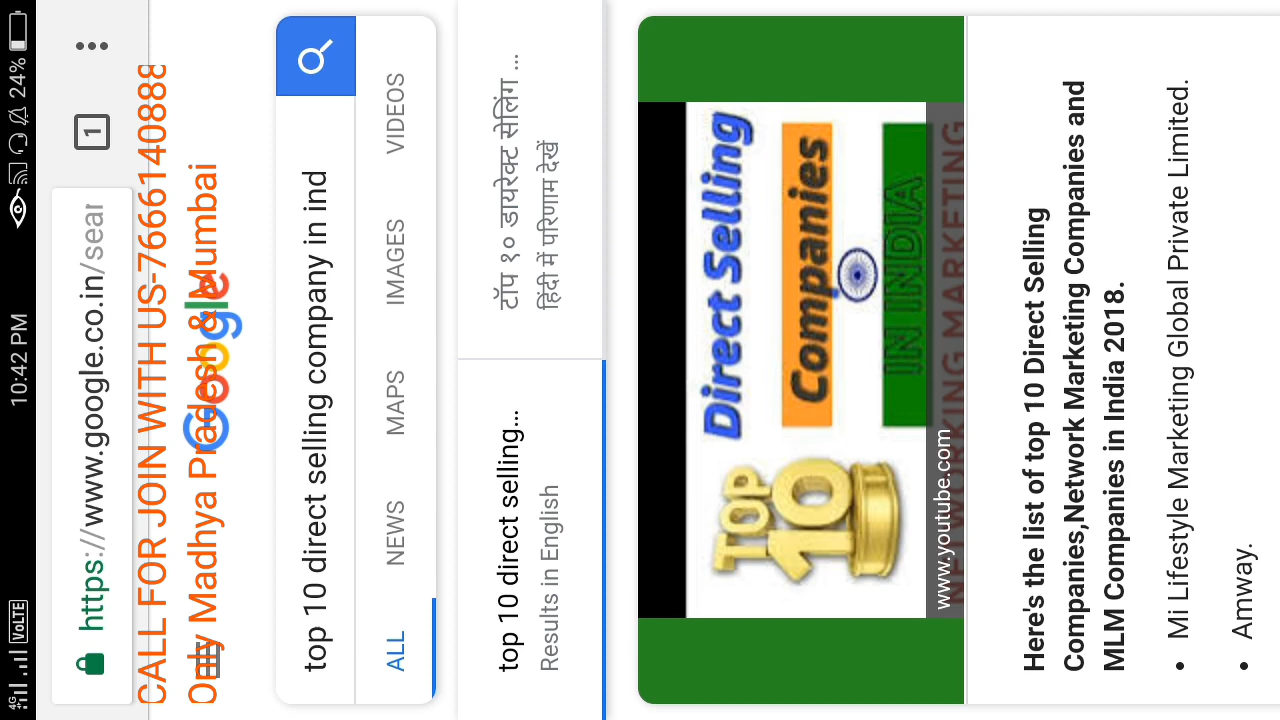 4G VoLTE 10:42 PM 24%
https://www.google.co.in/sear
1
CALL FOR JOIN WITH US-7666140888
Only Madhya Pradesh & Mumbai
Google
top 10 direct selling company in ind
ALL NEWS MAPS IMAGES VIDEOS
top 10 direct selling...
Results in English
टॉप १० डायरेक्ट सेलिंग ...
हिंदी में परिणाम देखें
TOP 10
Direct Selling
Companies
IN INDIA
NETWORKING MARKETING
www.youtube.com
Here's the list of top 10 Direct Selling
Companies,Network Marketing Companies and
MLM Companies in India 2018.
• Mi Lifestyle Marketing Global Private Limited.
• Amway.